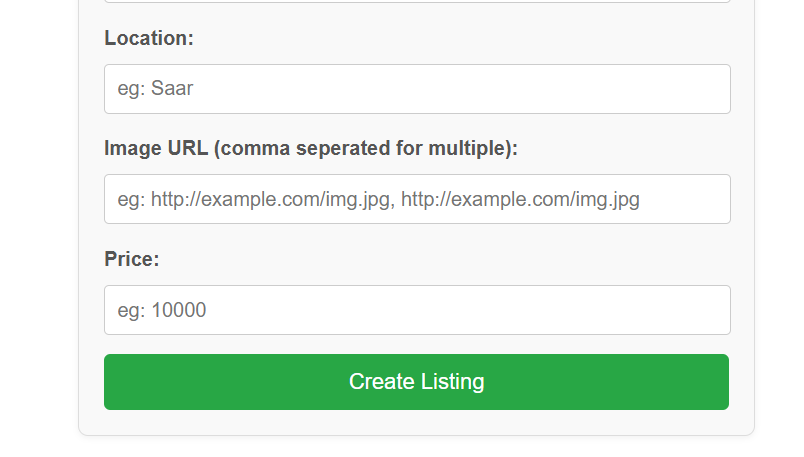 Location:
eg: Saar
Image URL (comma seperated for multiple):
eg: http://example.com/img.jpg, http://example.com/img.jpg
Price:
eg: 10000
Create Listing